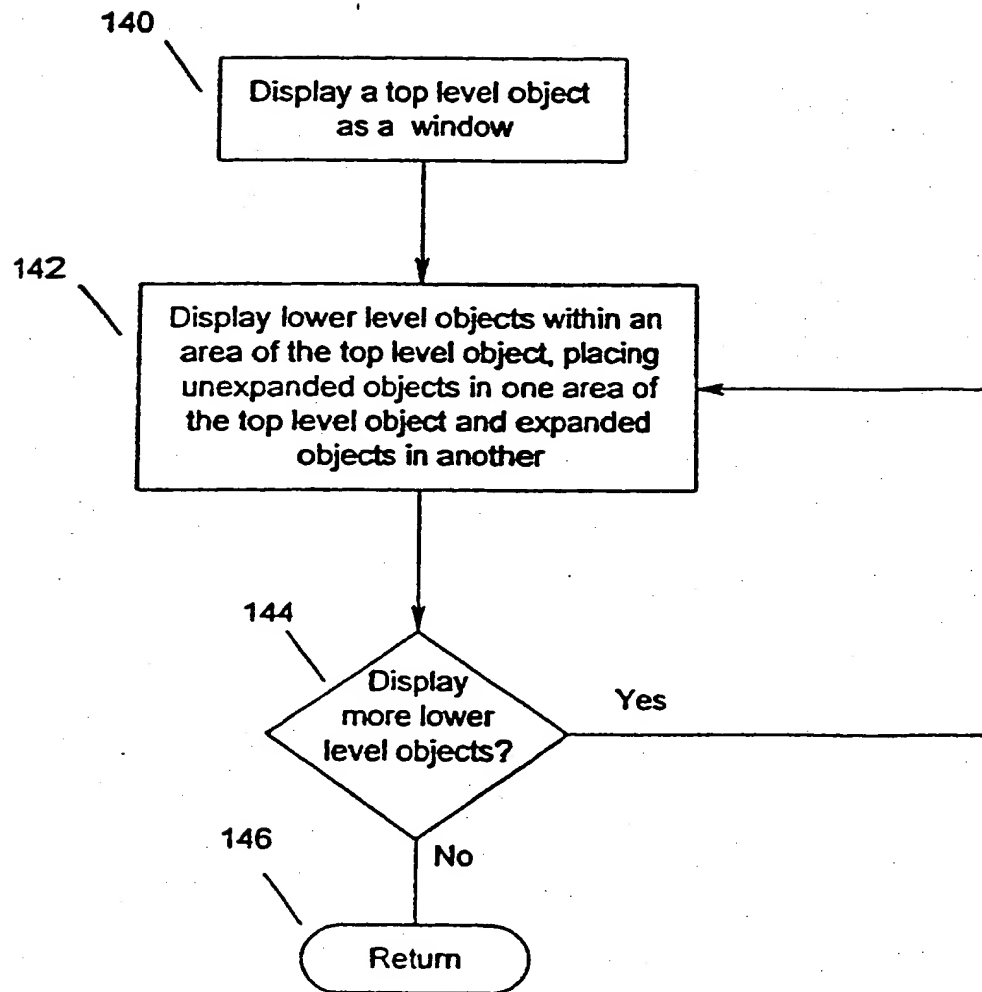 140
Display a top level object
as a window
142
Display lower level objects within an
area of the top level object, placing
unexpanded objects in one area of
the top level object and expanded
objects in another
144
Display
more lower
level objects?
Yes
No
146
Return